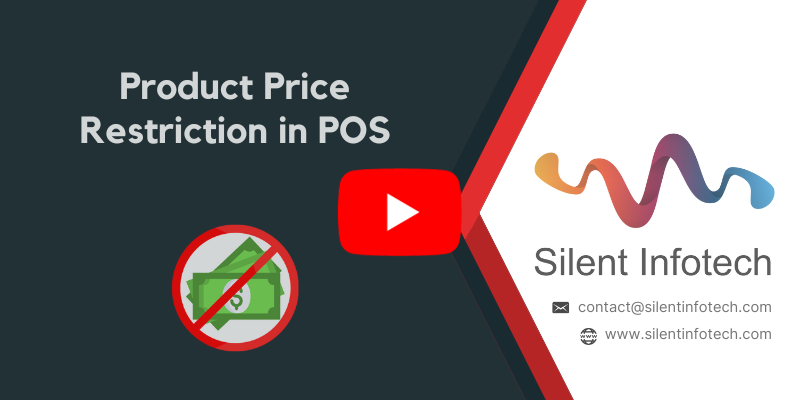 Product Price
Restriction in POS
$
Silent Infotech
contact@silentinfotech.com
www.silentinfotech.com